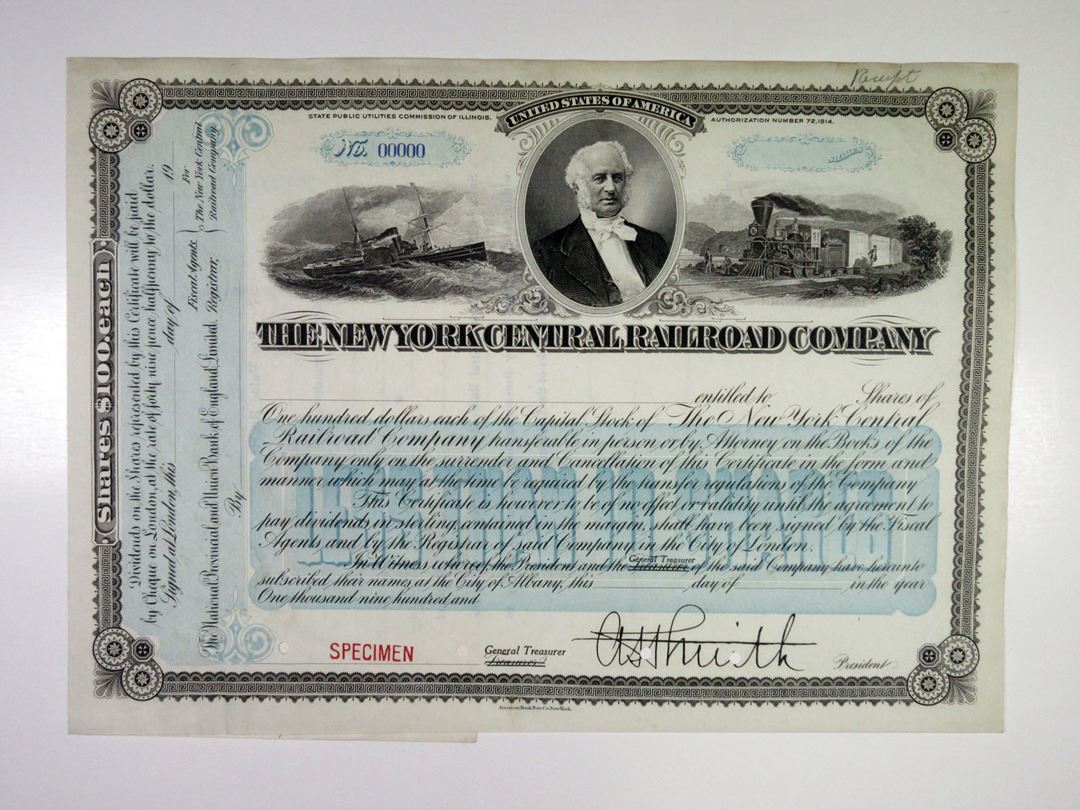 Receipt
UNITED STATES OF AMERICA
STATE PUBLIC UTILITIES COMMISSION OF ILLINOIS.
AUTHORIZATION NUMBER 72, 1914.
No. 00000
SHARES
THE NEW YORK CENTRAL RAILROAD COMPANY
entitled to Shares of
One hundred dollars each of the Capital Stock of The New York Central
Railroad Company transferable in person or by Attorney on the Books of the
Company only on the surrender and Cancellation of this Certificate in the form and
manner which may at the time be required by the transfer regulations of the Company
This Certificate is however to be of no effect or validity until the agreement to
pay dividends in sterling, contained in the margin, shall have been signed by the Fiscal
Agents and by the Registrar of said Company in the City of London.
In Witness whereof the President and the General Treasurer of the said Company have hereunto
subscribed their names at the City of Albany, this day of in the year
One thousand nine hundred and
SPECIMEN
General Treasurer
Treasurer
A H Smith
President
American Bank Note Co. New York.
Shares $100. each
Dividends on the Shares represented by this Certificate will be paid
by Cheque on London, at the rate of forty nine pence halfpenny to the dollar.
Signed at London, this day of 19
Fiscal Agents. For The New York Central Railroad Company.
The National Provincial and Union Bank of England Limited. Registrar;
By